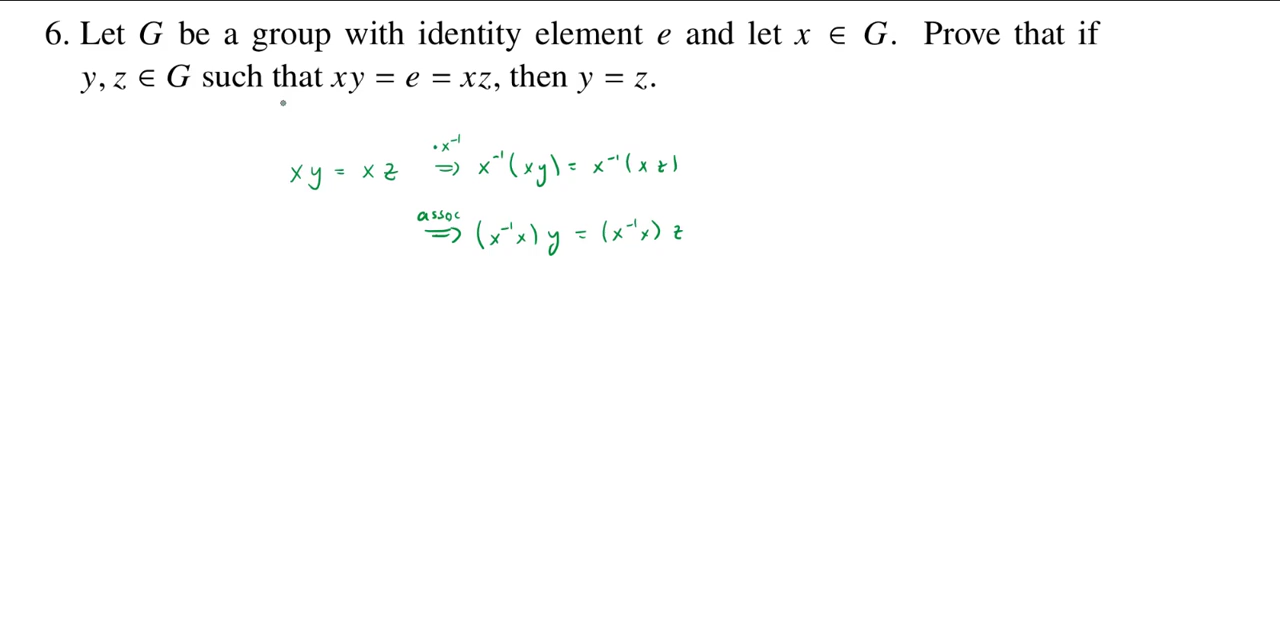 6. Let G be a group with identity element e and let x ∈ G. Prove that if
y, z ∈ G such that xy = e = xz, then y = z.
xy = xz ⇒ (·x⁻¹) x⁻¹(xy) = x⁻¹(xz)
⇒ (assoc) (x⁻¹x)y = (x⁻¹x)z